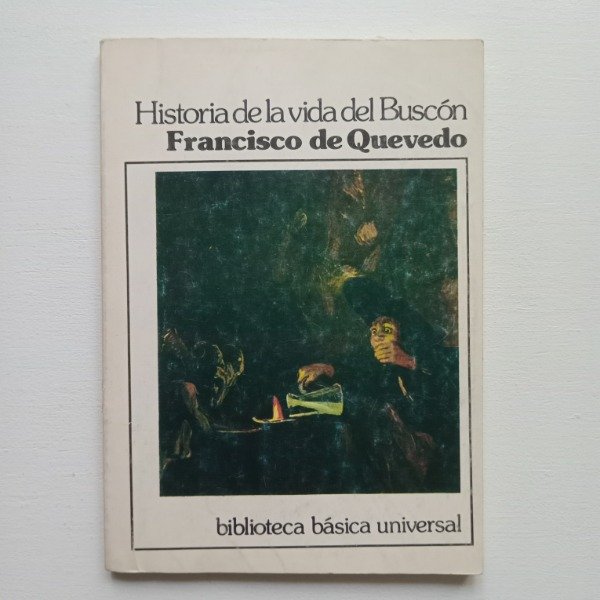 Historia de la vida del Buscón
Francisco de Quevedo
biblioteca básica universal